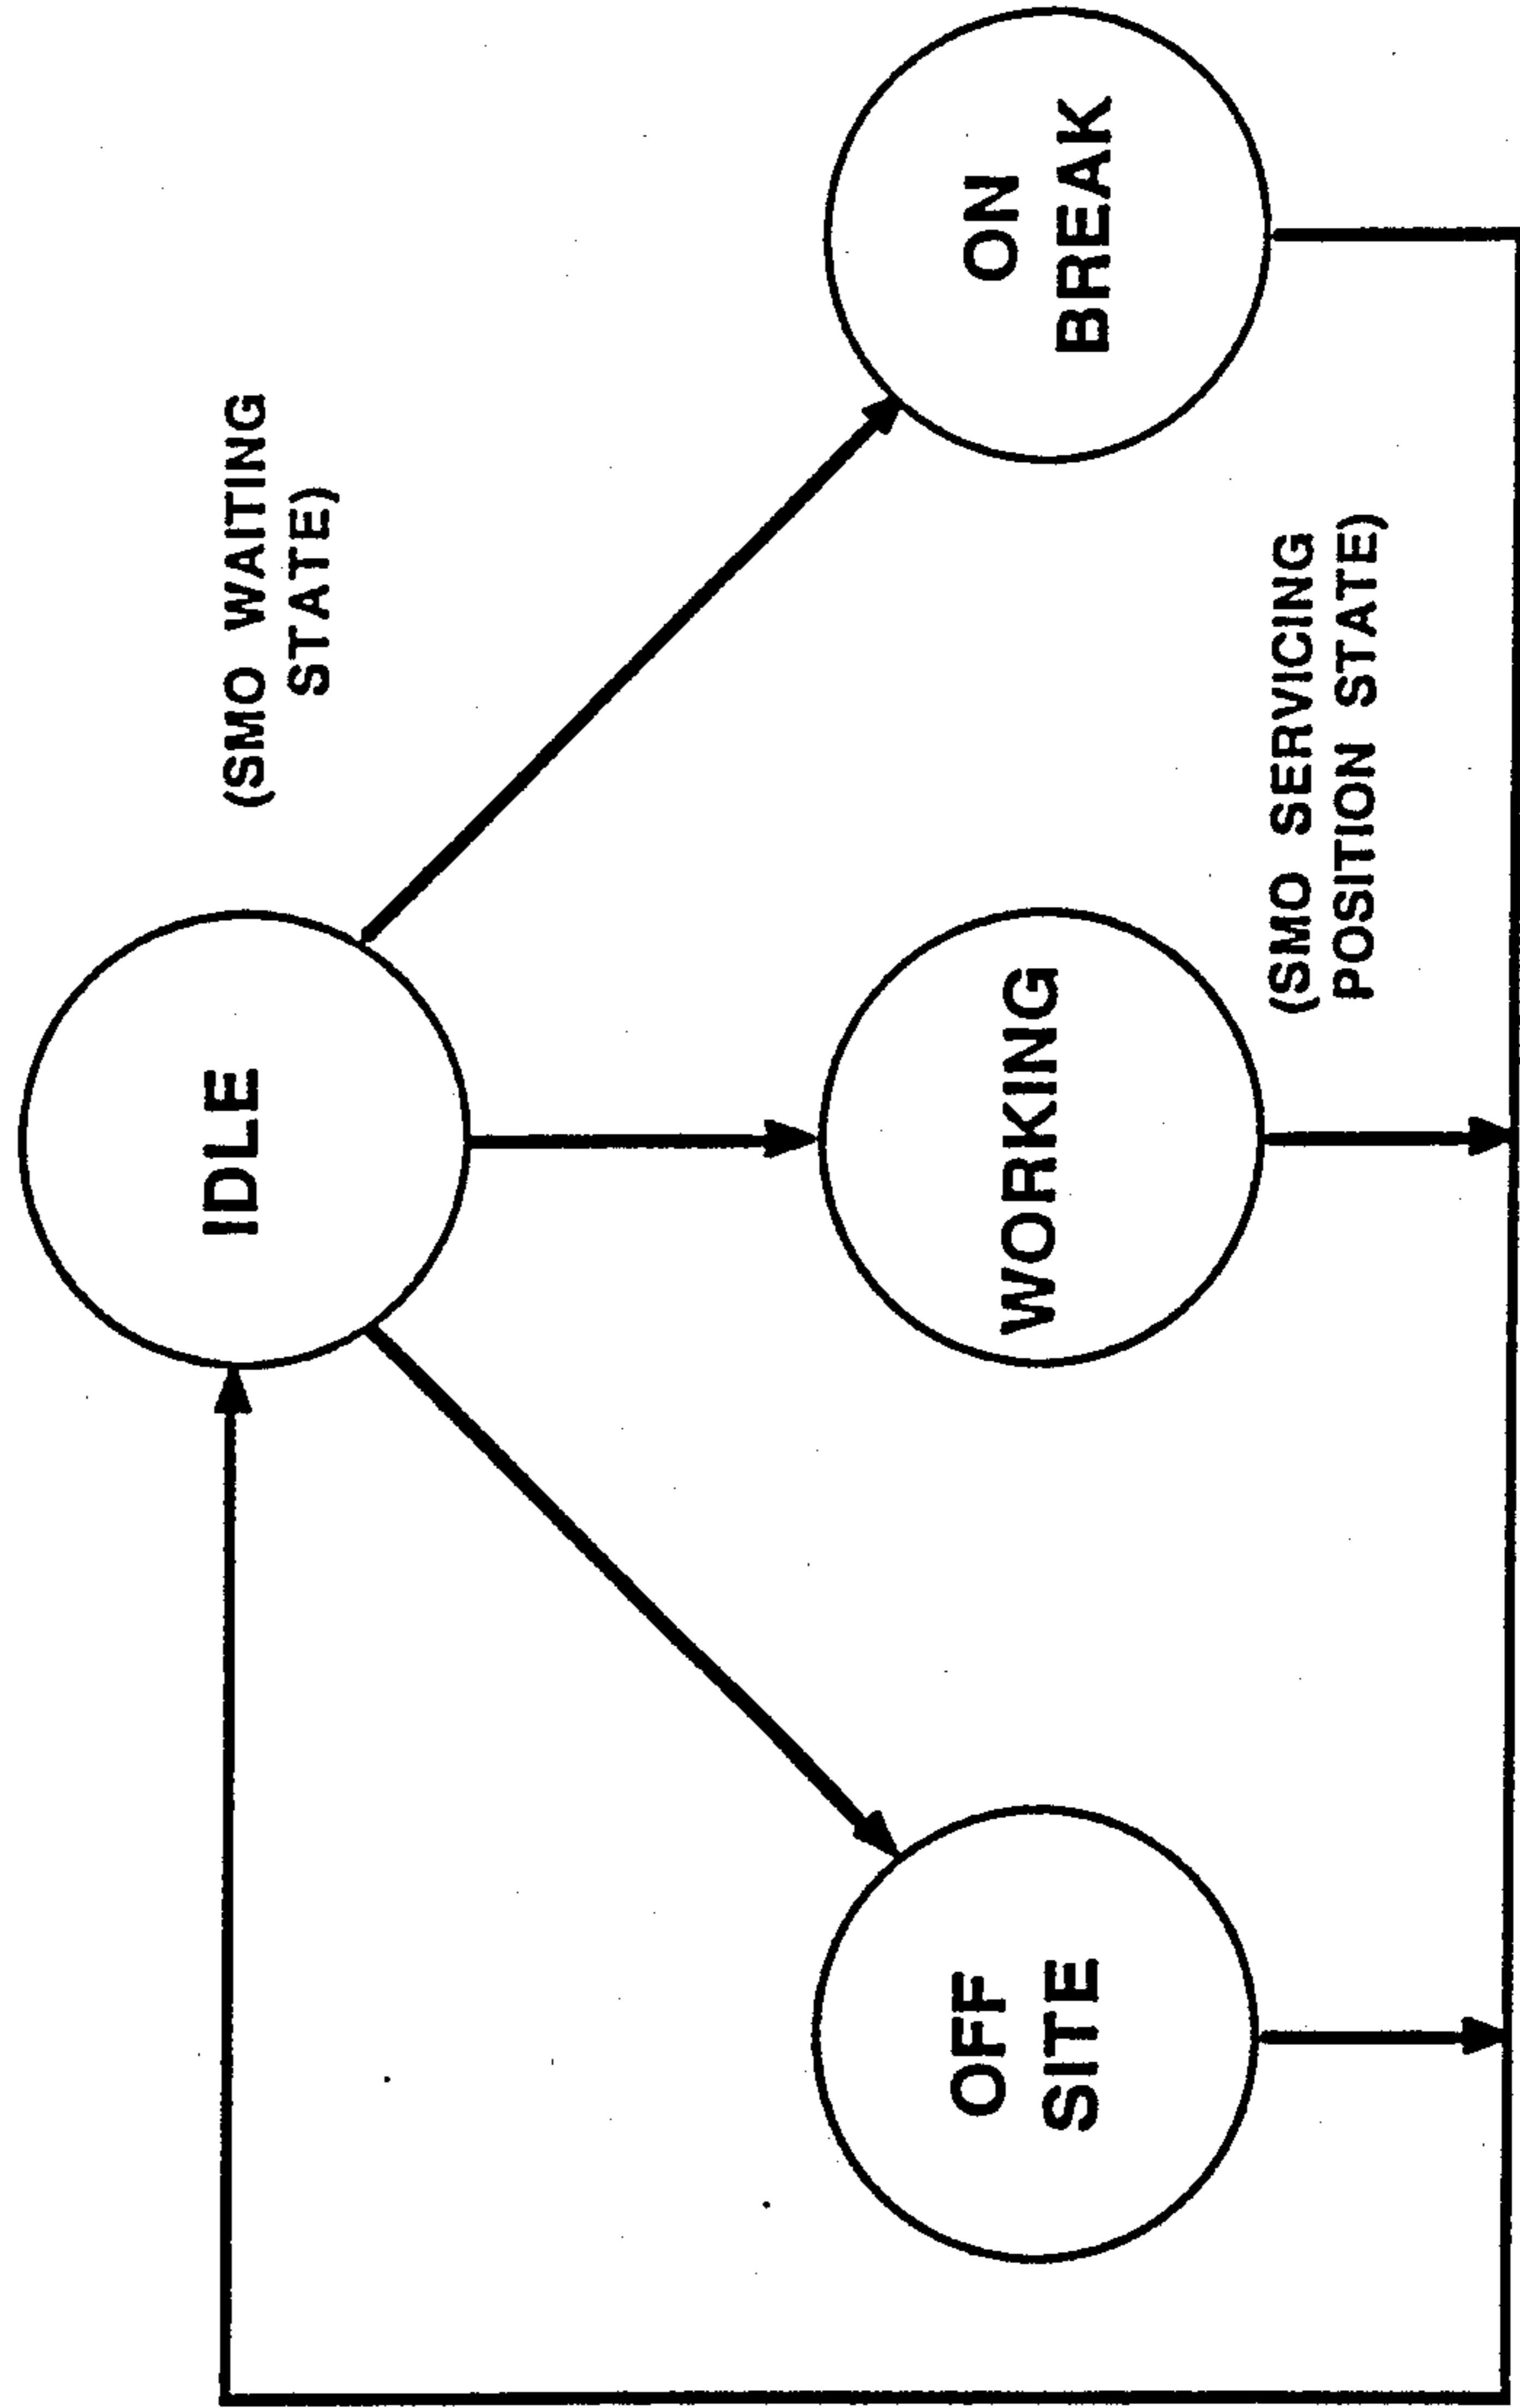 IDLE
(SMO WAITING
STATE)
OFF
SITE
WORKING
ON
BREAK
(SMO SERVICING
POSITION STATE)